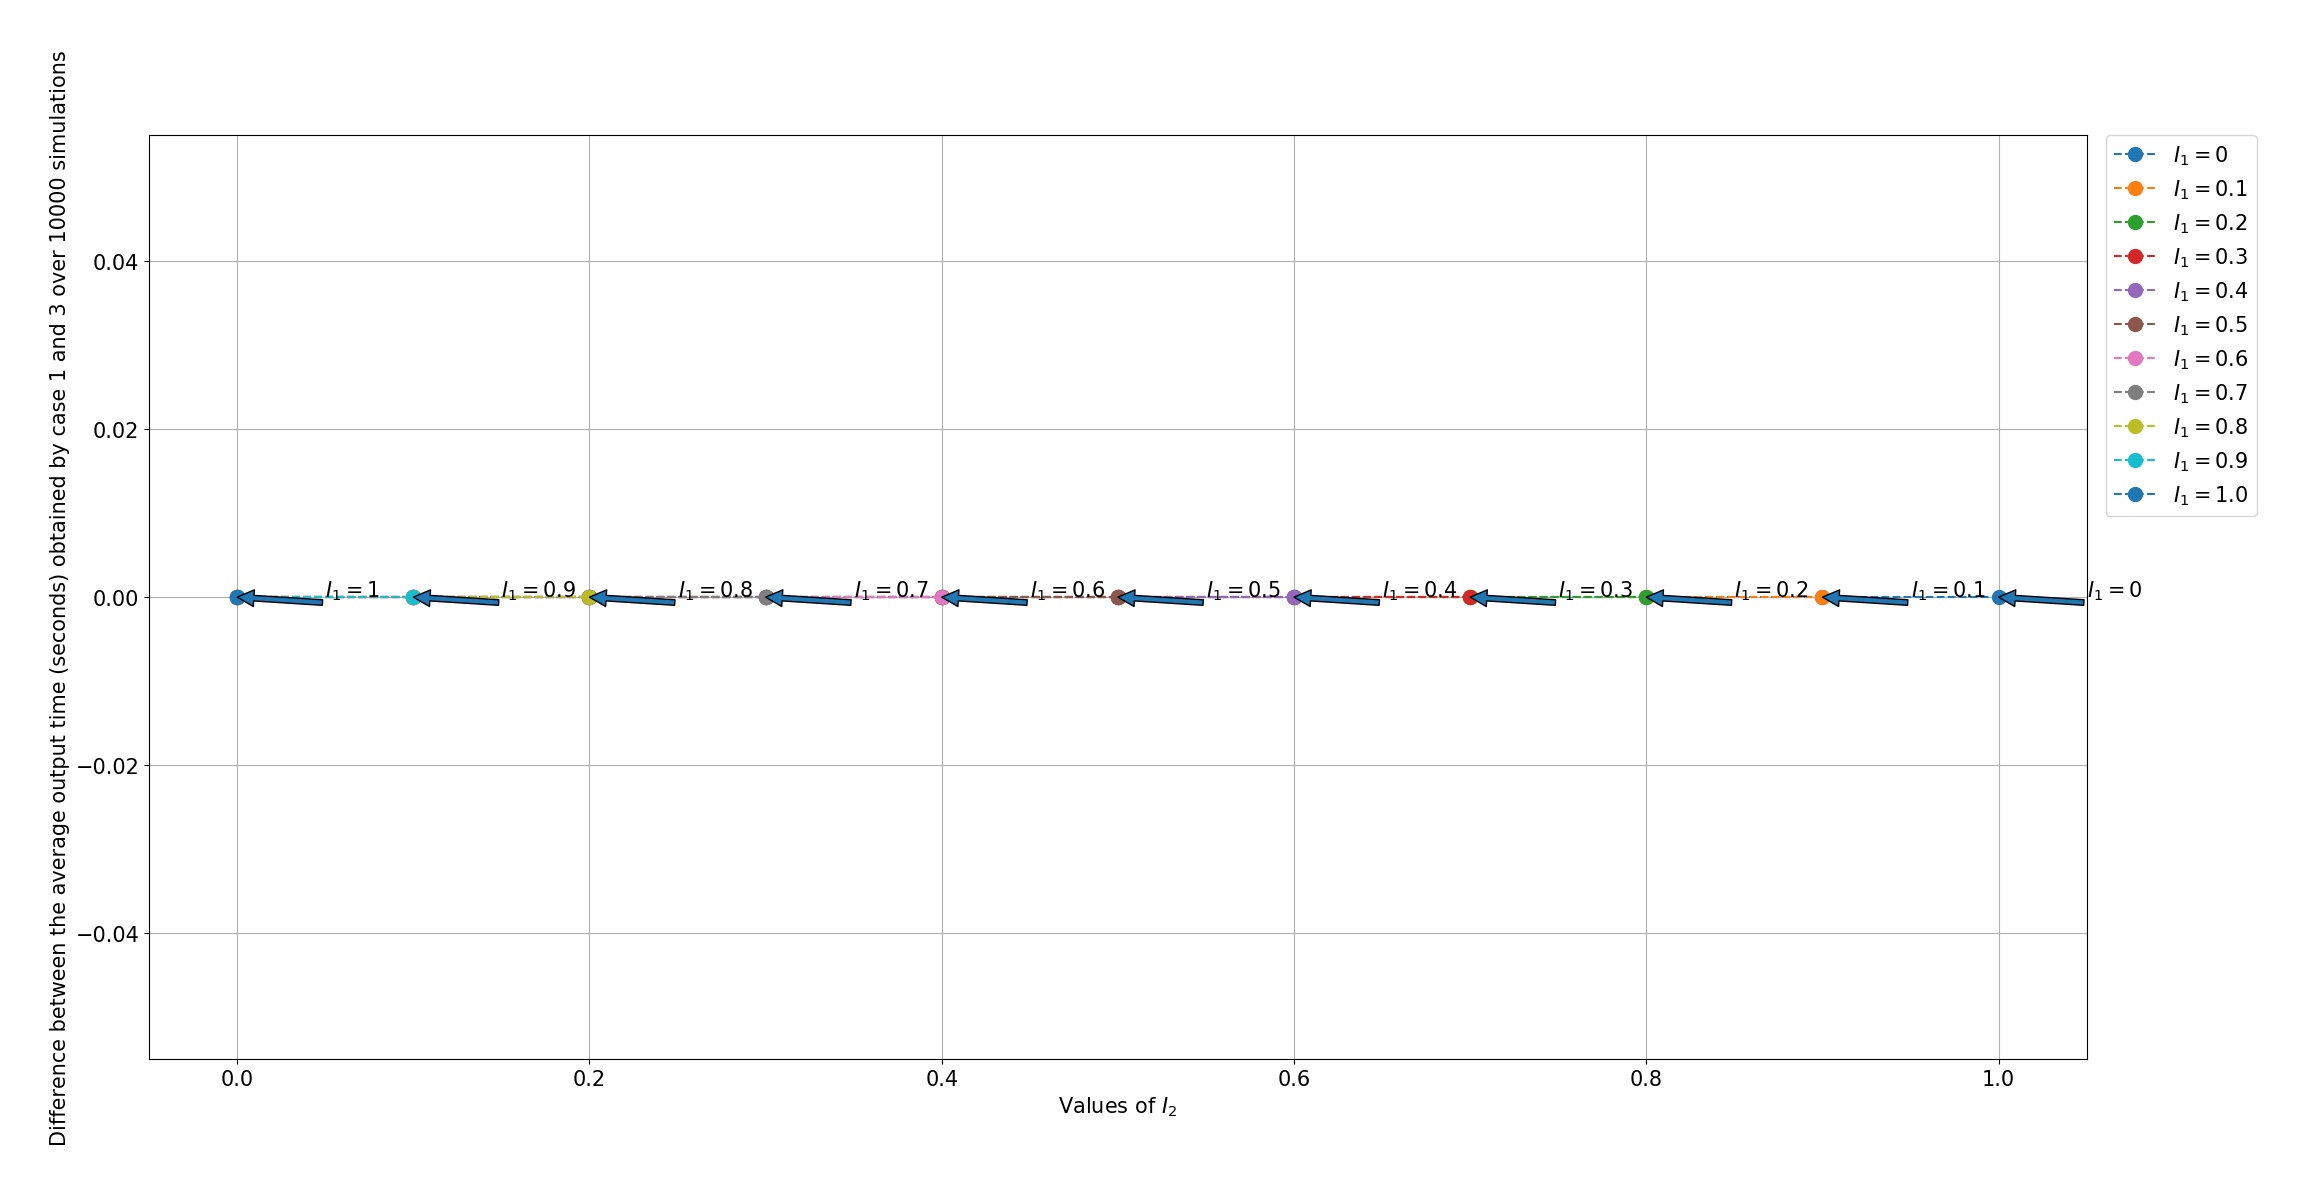 Difference between the average output time (seconds) obtained by case 1 and 3 over 10000 simulations
0.04
0.02
0.00
−0.02
−0.04
I₁ = 1
I₁ = 0.9
I₁ = 0.8
I₁ = 0.7
I₁ = 0.6
I₁ = 0.5
I₁ = 0.4
I₁ = 0.3
I₁ = 0.2
I₁ = 0.1
I₁ = 0
0.0
0.2
0.4
0.6
0.8
1.0
Values of I₂
I₁ = 0
I₁ = 0.1
I₁ = 0.2
I₁ = 0.3
I₁ = 0.4
I₁ = 0.5
I₁ = 0.6
I₁ = 0.7
I₁ = 0.8
I₁ = 0.9
I₁ = 1.0